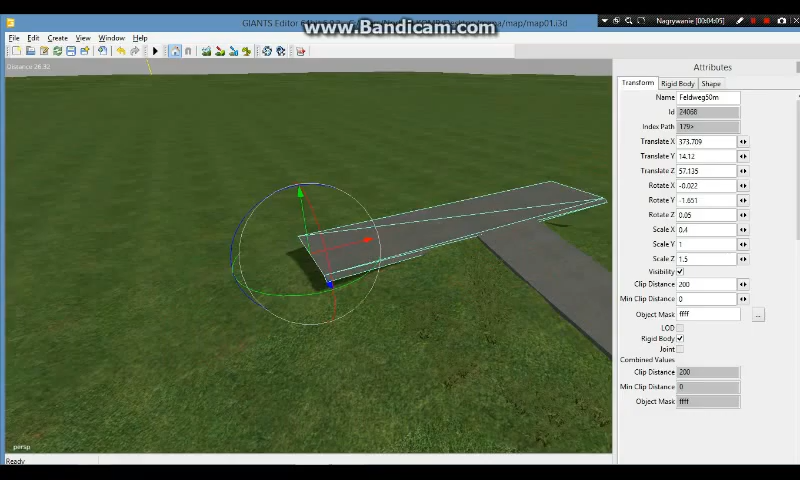 GIANTS Editor
www.Bandicam.com
map/map01.i3d
Nagrywanie [00:04:05]
File Edit Create View Window Help
Distance 26.32
persp
Ready
Attributes
Transform Rigid Body Shape
Name Feldweg50m
Id 24068
Index Path 179>
Translate X 373.709
Translate Y 14.12
Translate Z 57.135
Rotate X -0.022
Rotate Y -1.651
Rotate Z 0.05
Scale X 0.4
Scale Y 1
Scale Z 1.5
Visibility
Clip Distance 200
Min Clip Distance 0
Object Mask ffff ...
LOD
Rigid Body
Joint
Combined Values
Clip Distance 200
Min Clip Distance 0
Object Mask ffff